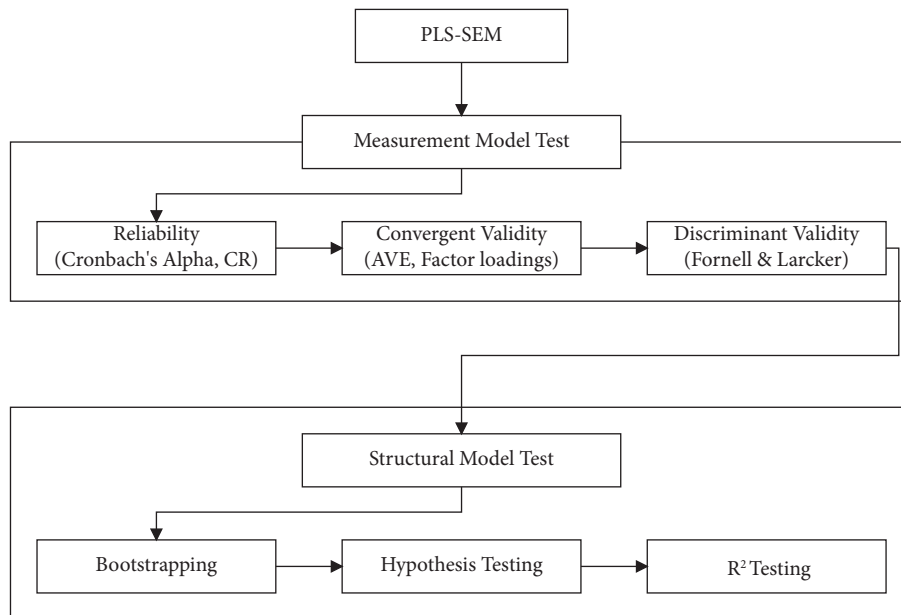 PLS-SEM
Measurement Model Test
Reliability
(Cronbach's Alpha, CR)
Convergent Validity
(AVE, Factor loadings)
Discriminant Validity
(Fornell & Larcker)
Structural Model Test
Bootstrapping
Hypothesis Testing
R² Testing